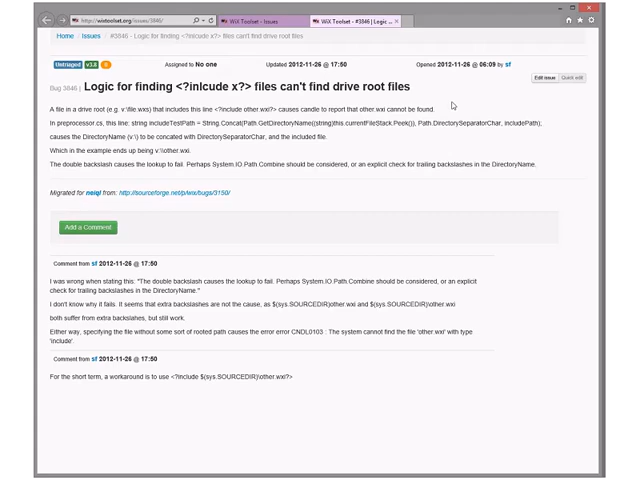 http://wixtoolset.org/issues/3846/
WiX Toolset - Issues
WiX Toolset - #3846 | Logic ...
Home / Issues / #3846 - Logic for finding <?inlcude x?> files can't find drive root files
Untriaged v3.8 0 Assigned to No one Updated 2012-11-26 @ 17:50 Opened 2012-11-26 @ 06:09 by sf
Edit issue Quick edit
Bug 3846 | Logic for finding <?inlcude x?> files can't find drive root files
A file in a drive root (e.g. v:\file.wxs) that includes this line <?include other.wxi?> causes candle to report that other.wxi cannot be found.
In preprocessor.cs, this line: string includeTestPath = String.Concat(Path.GetDirectoryName((string)this.currentFileStack.Peek()), Path.DirectorySeparatorChar, includePath);
causes the DirectoryName (v:\) to be concated with DirectorySeparatorChar, and the included file.
Which in the example ends up being v:\\other.wxi.
The double backslash causes the lookup to fail. Perhaps System.IO.Path.Combine should be considered, or an explicit check for trailing backslashes in the DirectoryName.
Migrated for neiql from: http://sourceforge.net/p/wix/bugs/3150/
Add a Comment
Comment from sf 2012-11-26 @ 17:50
I was wrong when stating this: "The double backslash causes the lookup to fail. Perhaps System.IO.Path.Combine should be considered, or an explicit
check for trailing backslashes in the DirectoryName."
I don't know why it fails. It seems that extra backslashes are not the cause, as $(sys.SOURCEDIR)other.wxi and $(sys.SOURCEDIR)\other.wxi
both suffer from extra backslahes, but still work.
Either way, specifying the file without some sort of rooted path causes the error error CNDL0103 : The system cannot find the file 'other.wxi' with type
'include'.
Comment from sf 2012-11-26 @ 17:50
For the short term, a workaround is to use <?include $(sys.SOURCEDIR)\other.wxi?>